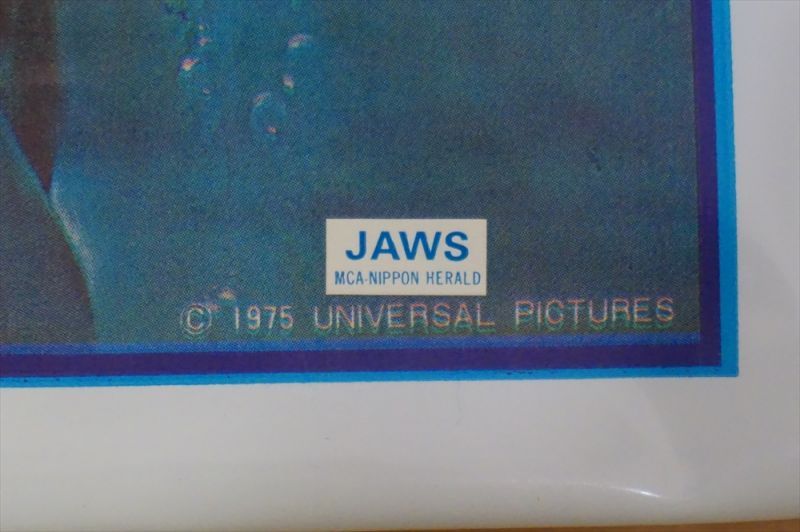 JAWS
MCA-NIPPON HERALD
© 1975 UNIVERSAL PICTURES